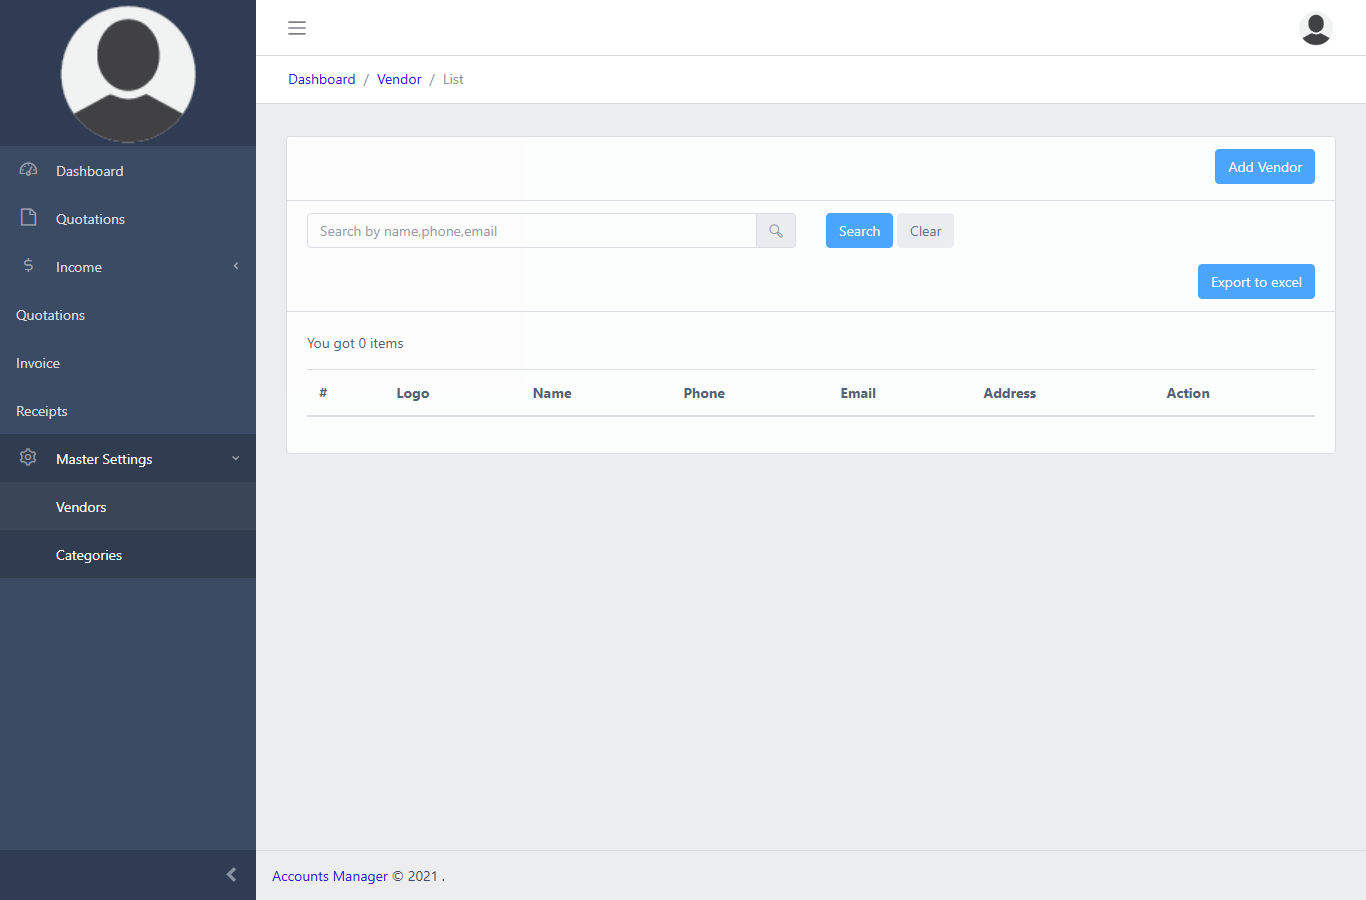 Dashboard / Vendor / List
Dashboard
Quotations
Income
Quotations
Invoice
Receipts
Master Settings
Vendors
Categories
Add Vendor
Search by name,phone,email
Search Clear
Export to excel
You got 0 items
# Logo Name Phone Email Address Action
Accounts Manager © 2021 .